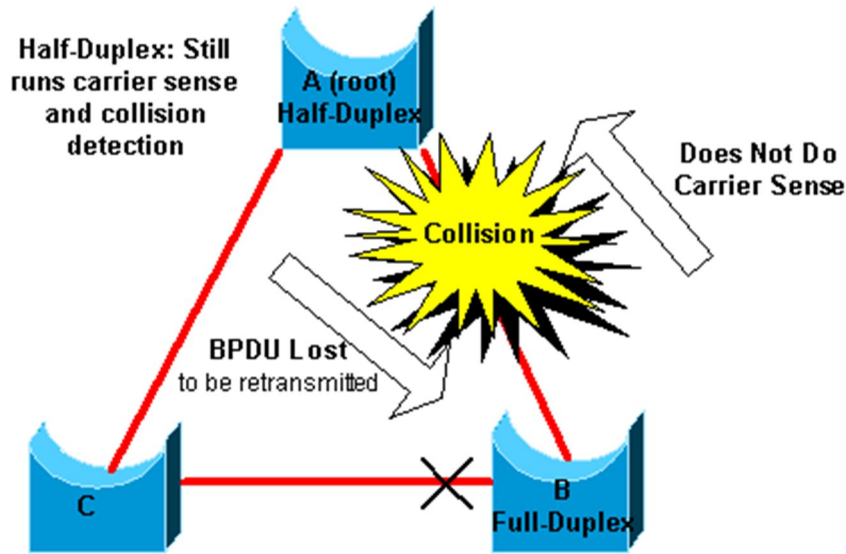 Half-Duplex: Still
runs carrier sense
and collision
detection
A (root)
Half-Duplex
Does Not Do
Carrier Sense
Collision
BPDU Lost
to be retransmitted
C
B
Full-Duplex